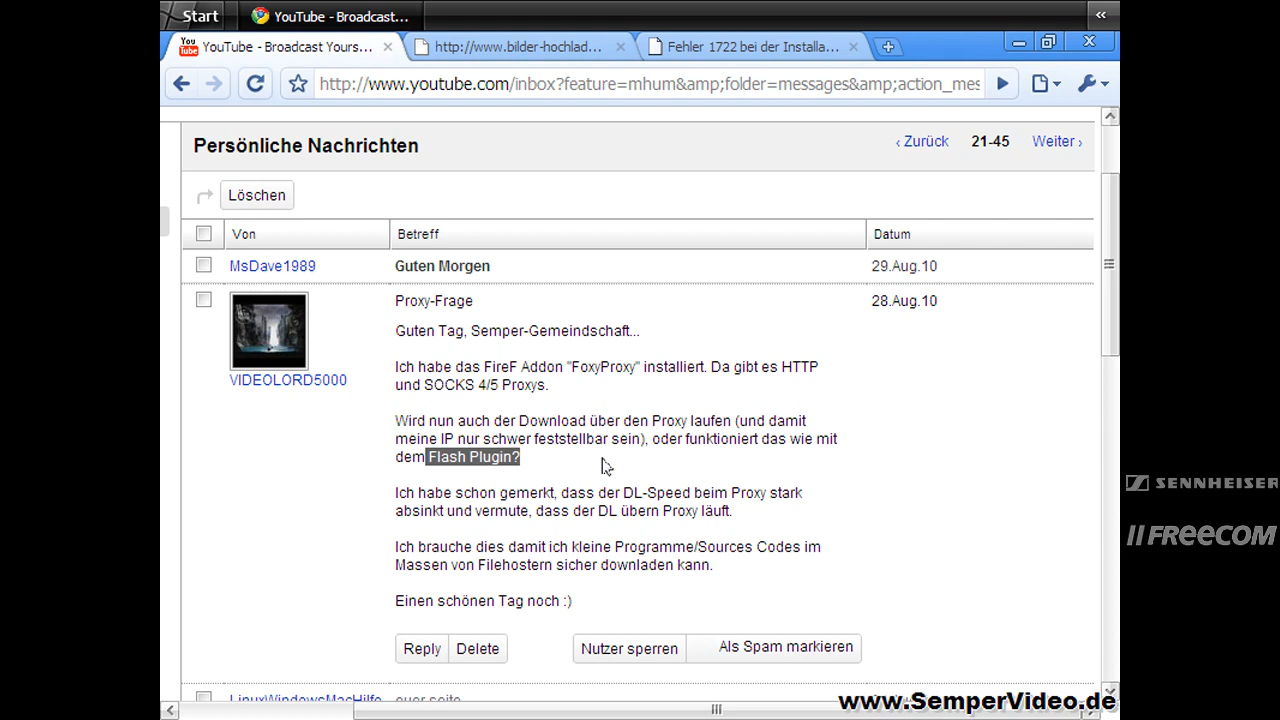 Start
YouTube - Broadcast...
«
YouTube - Broadcast Yours...
http://www.bilder-hochlad...
Fehler 1722 bei der Installa...
http://www.youtube.com/inbox?feature=mhum&amp;folder=messages&amp;action_mes
Persönliche Nachrichten
‹ Zurück 21-45 Weiter ›
Löschen
Von Betreff Datum
MsDave1989 Guten Morgen 29.Aug.10
Proxy-Frage 28.Aug.10
Guten Tag, Semper-Gemeindschaft...
Ich habe das FireF Addon "FoxyProxy" installiert. Da gibt es HTTP
und SOCKS 4/5 Proxys.
VIDEOLORD5000
Wird nun auch der Download über den Proxy laufen (und damit
meine IP nur schwer feststellbar sein), oder funktioniert das wie mit
dem Flash Plugin?
Ich habe schon gemerkt, dass der DL-Speed beim Proxy stark
absinkt und vermute, dass der DL übern Proxy läuft.
Ich brauche dies damit ich kleine Programme/Sources Codes im
Massen von Filehostern sicher downladen kann.
Einen schönen Tag noch :)
Reply Delete Nutzer sperren Als Spam markieren
LinuxWindowsMacHilfe euer seite
www.SemperVideo.de
SENNHEISER
FREECOM